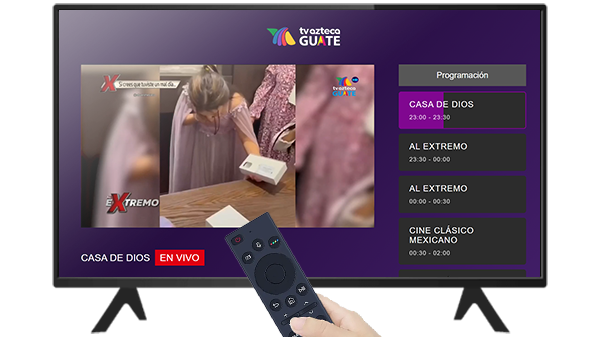 tv azteca
GUATE
X Si crees que tuviste un mal día...
tv azteca
GUATE
EXTREMO
CASA DE DIOS EN VIVO
Programación
CASA DE DIOS
23:00 - 23:30
AL EXTREMO
23:30 - 00:00
AL EXTREMO
00:00 - 00:30
CINE CLÁSICO
MEXICANO
00:30 - 02:00